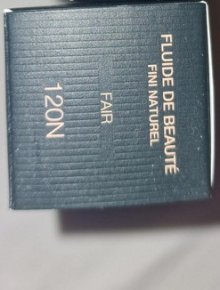 FLUIDE DE BEAUTÉ
FINI NATUREL
FAIR
120N